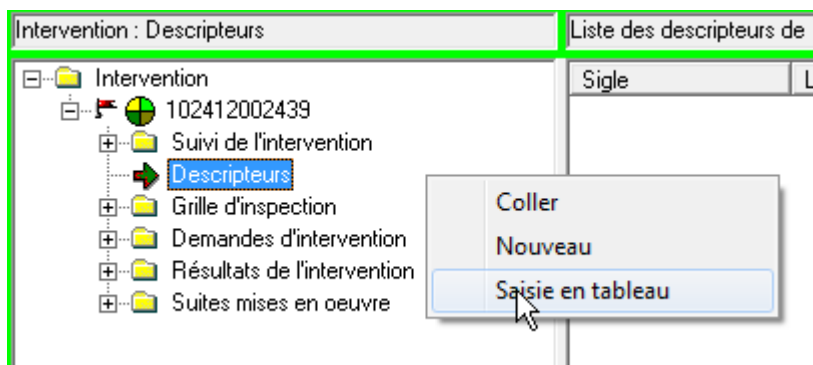 Intervention : Descripteurs
Liste des descripteurs de
Intervention
102412002439
Suivi de l'intervention
Descripteurs
Grille d'inspection
Demandes d'intervention
Résultats de l'intervention
Suites mises en oeuvre
Sigle
L
Coller
Nouveau
Saisie en tableau